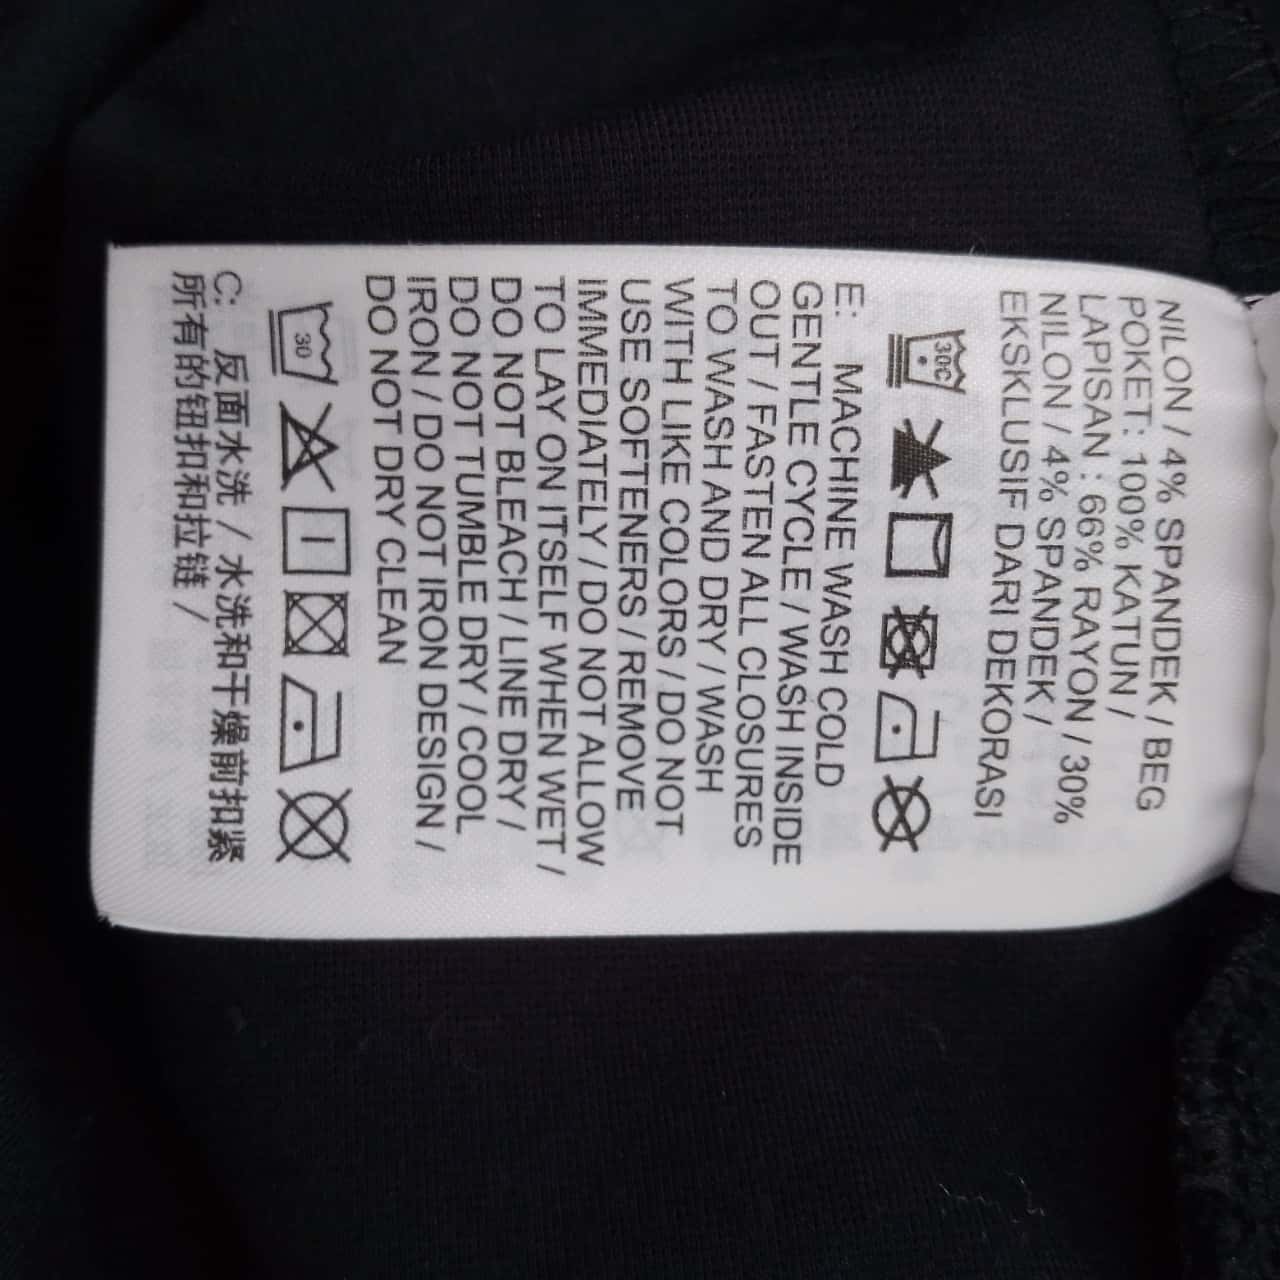 NILON / 4% SPANDEK / BEG
POKET: 100% KATUN /
LAPISAN : 66% RAYON / 30%
NILON / 4% SPANDEK /
EKSKLUSIF DARI DEKORASI
30C
E: MACHINE WASH COLD
GENTLE CYCLE / WASH INSIDE
OUT / FASTEN ALL CLOSURES
TO WASH AND DRY / WASH
WITH LIKE COLORS / DO NOT
USE SOFTENERS / REMOVE
IMMEDIATELY / DO NOT ALLOW
TO LAY ON ITSELF WHEN WET /
DO NOT BLEACH / LINE DRY /
DO NOT TUMBLE DRY / COOL
IRON / DO NOT IRON DESIGN /
DO NOT DRY CLEAN
30
C: 反面水洗 / 水洗和干燥前扣紧
所有的钮扣和拉链 /